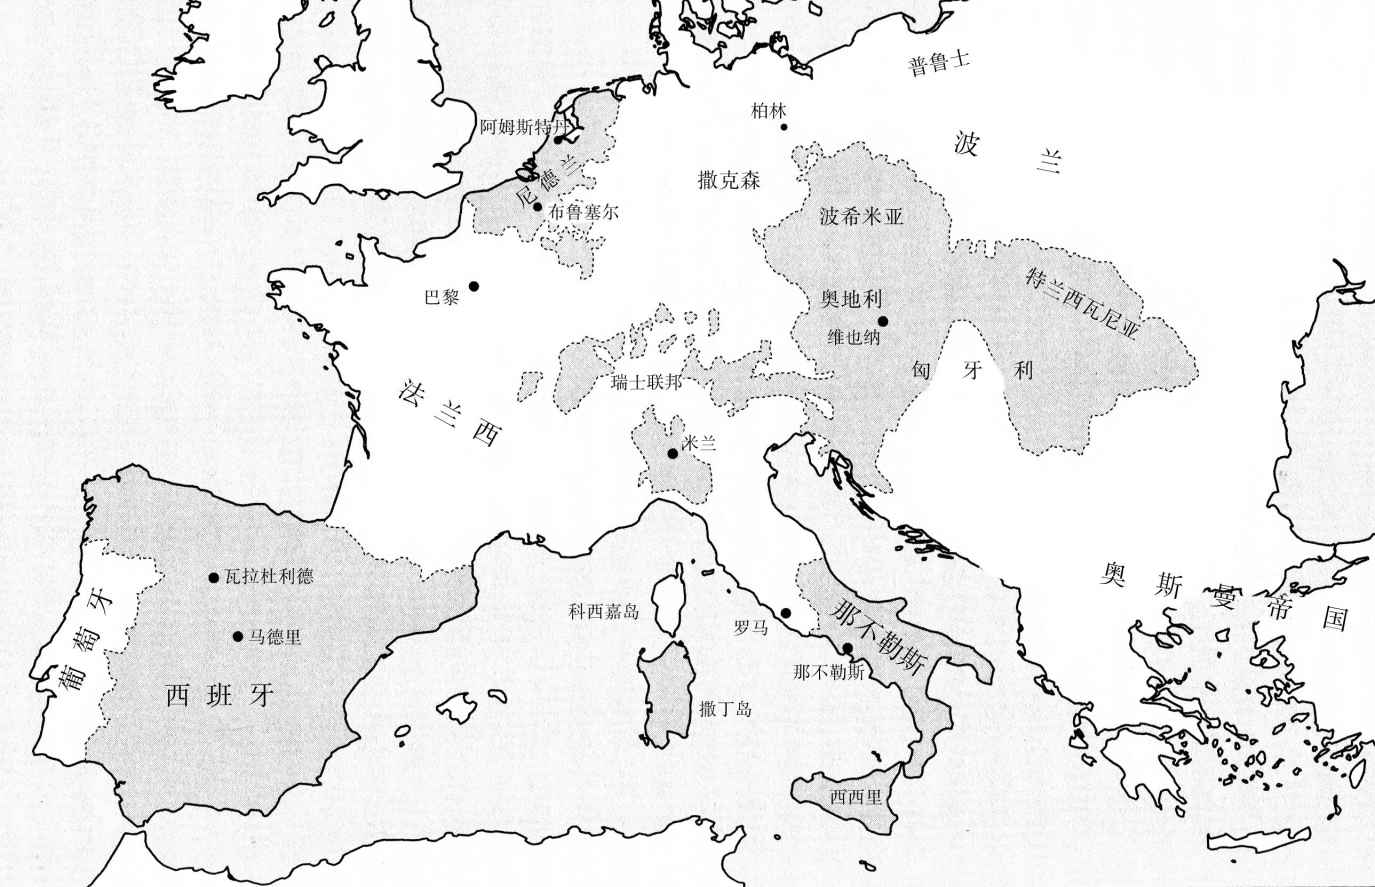 普鲁士
柏林
波兰
阿姆斯特丹
撒克森
尼德兰
布鲁塞尔
波希米亚
巴黎
奥地利
维也纳
特兰西瓦尼亚
匈牙利
瑞士联邦
法兰西
米兰
瓦拉杜利德
马德里
葡萄牙
西班牙
科西嘉岛
罗马
那不勒斯
那不勒斯
撒丁岛
西西里
奥斯曼帝国